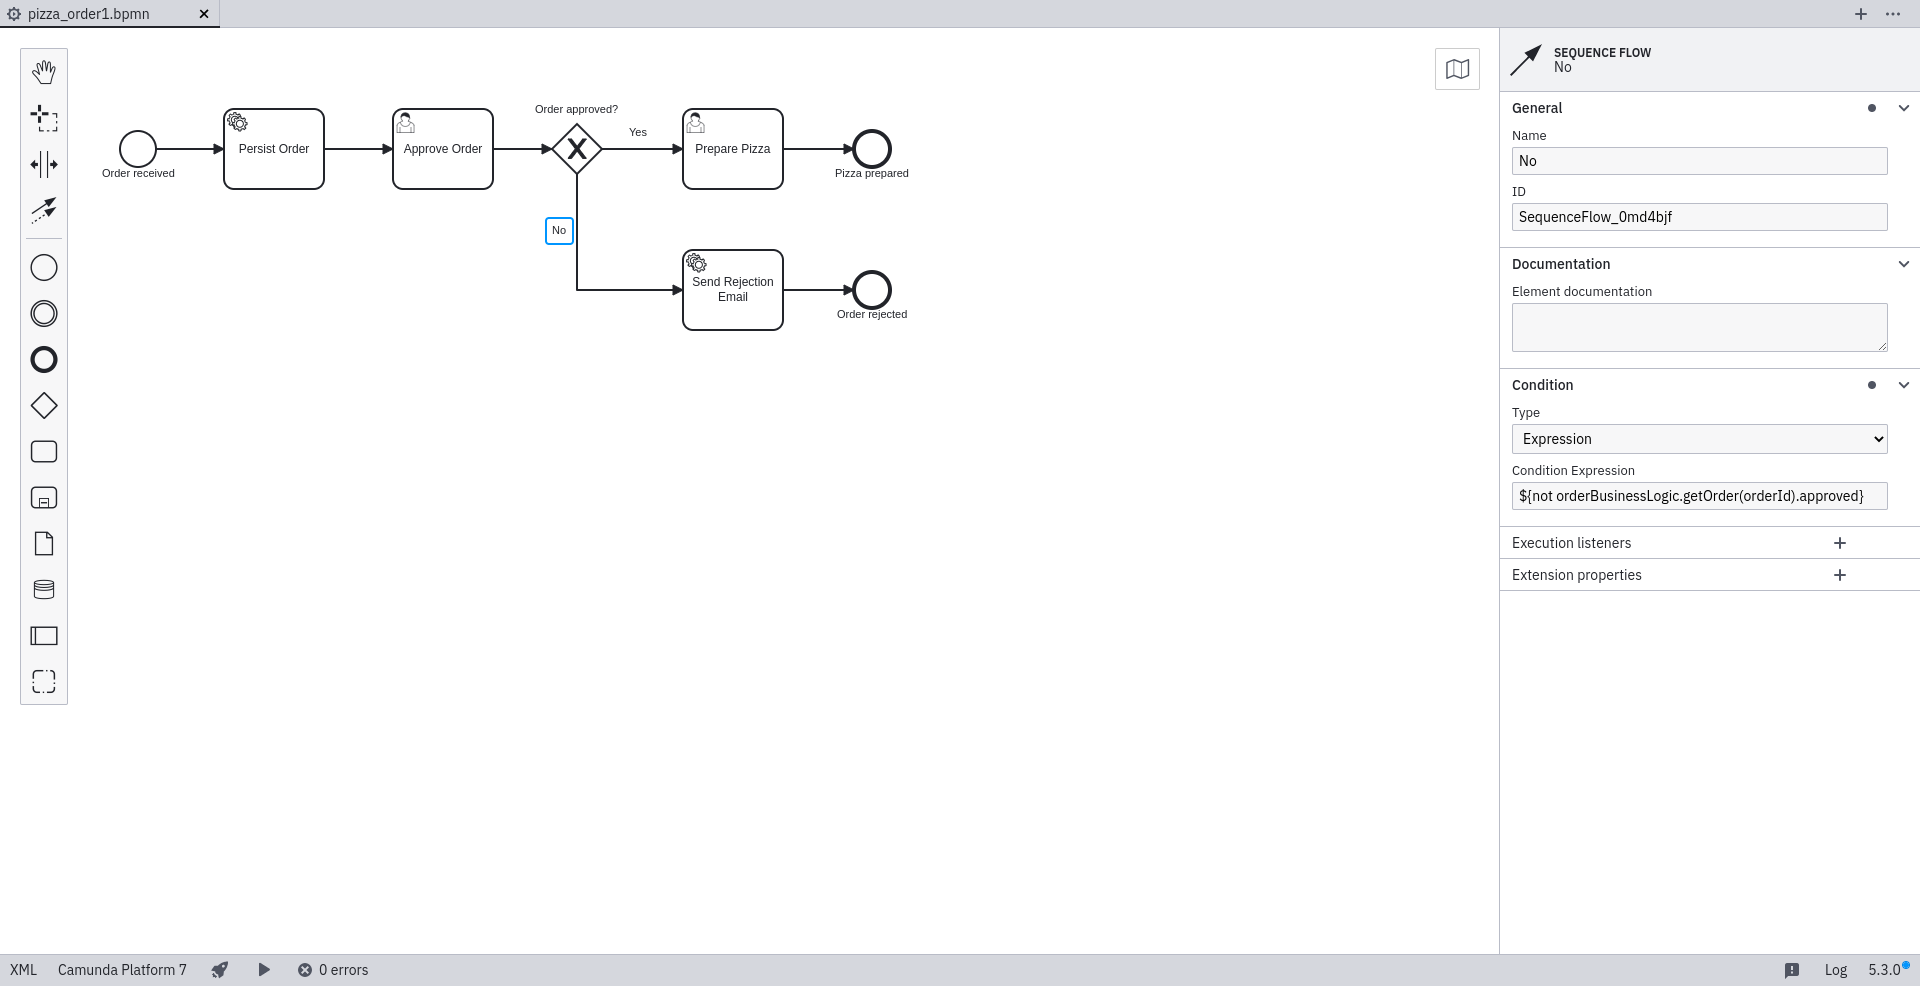 pizza_order1.bpmn
Order approved?
Yes
Persist Order
Approve Order
Prepare Pizza
Order received
Pizza prepared
No
Send Rejection
Email
Order rejected
SEQUENCE FLOW
No
General
Name
No
ID
SequenceFlow_0md4bjf
Documentation
Element documentation
Condition
Type
Expression
Condition Expression
${not orderBusinessLogic.getOrder(orderId).approved}
Execution listeners
Extension properties
XML
Camunda Platform 7
0 errors
Log
5.3.0